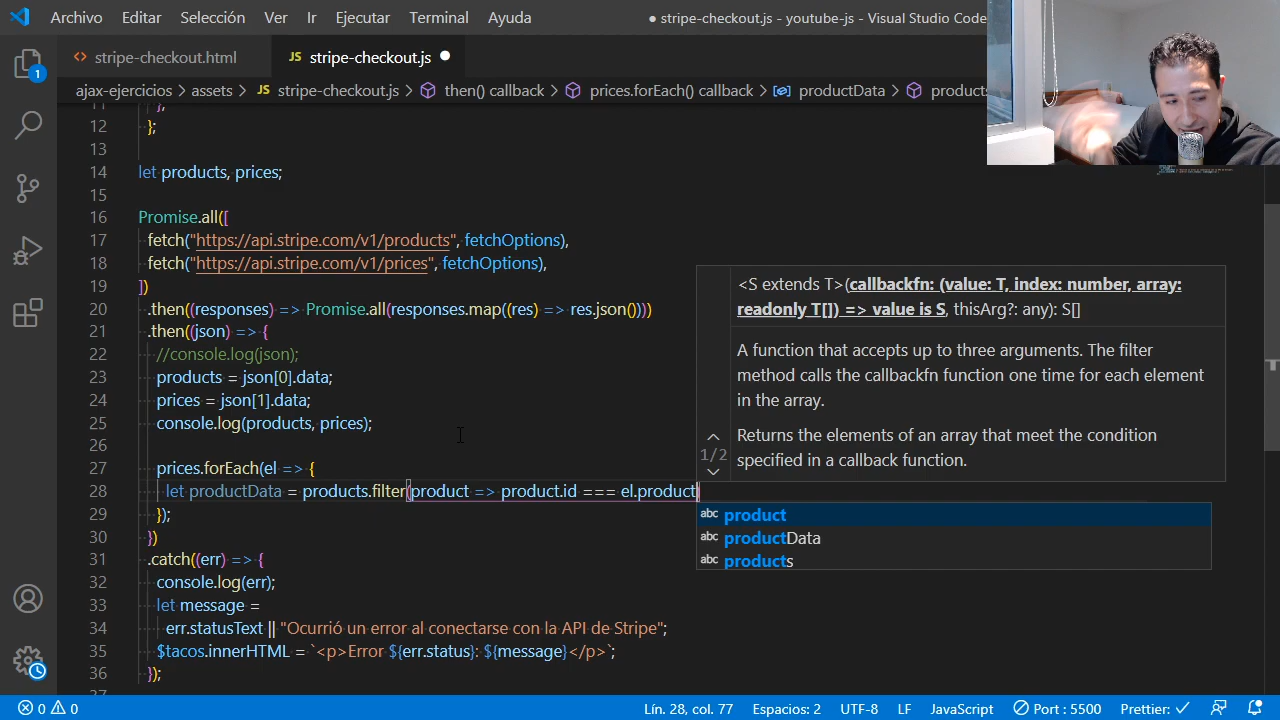 Archivo Editar Selección Ver Ir Ejecutar Terminal Ayuda ● stripe-checkout.js - youtube-js - Visual Studio Code
<> stripe-checkout.html JS stripe-checkout.js ●
ajax-ejercicios > assets > JS stripe-checkout.js > then() callback > prices.forEach() callback > productData > products
12 };
13
14 let products, prices;
15
16 Promise.all([
17 fetch("https://api.stripe.com/v1/products", fetchOptions),
18 fetch("https://api.stripe.com/v1/prices", fetchOptions),
19 ])
20 .then((responses) => Promise.all(responses.map((res) => res.json())))
21 .then((json) => {
22 //console.log(json);
23 products = json[0].data;
24 prices = json[1].data;
25 console.log(products, prices);
26
27 prices.forEach(el => {
28 let productData = products.filter(product => product.id === el.product)
29 });
30 })
31 .catch((err) => {
32 console.log(err);
33 let message =
34 err.statusText || "Ocurrió un error al conectarse con la API de Stripe";
35 $tacos.innerHTML = `<p>Error ${err.status}: ${message}</p>`;
36 });
<S extends T>(callbackfn: (value: T, index: number, array:
readonly T[]) => value is S, thisArg?: any): S[]
A function that accepts up to three arguments. The filter
method calls the callbackfn function one time for each element
in the array.
1/2
Returns the elements of an array that meet the condition
specified in a callback function.
abc product
abc productData
abc products
1
0 0 Lín. 28, col. 77 Espacios: 2 UTF-8 LF JavaScript Port : 5500 Prettier: ✓